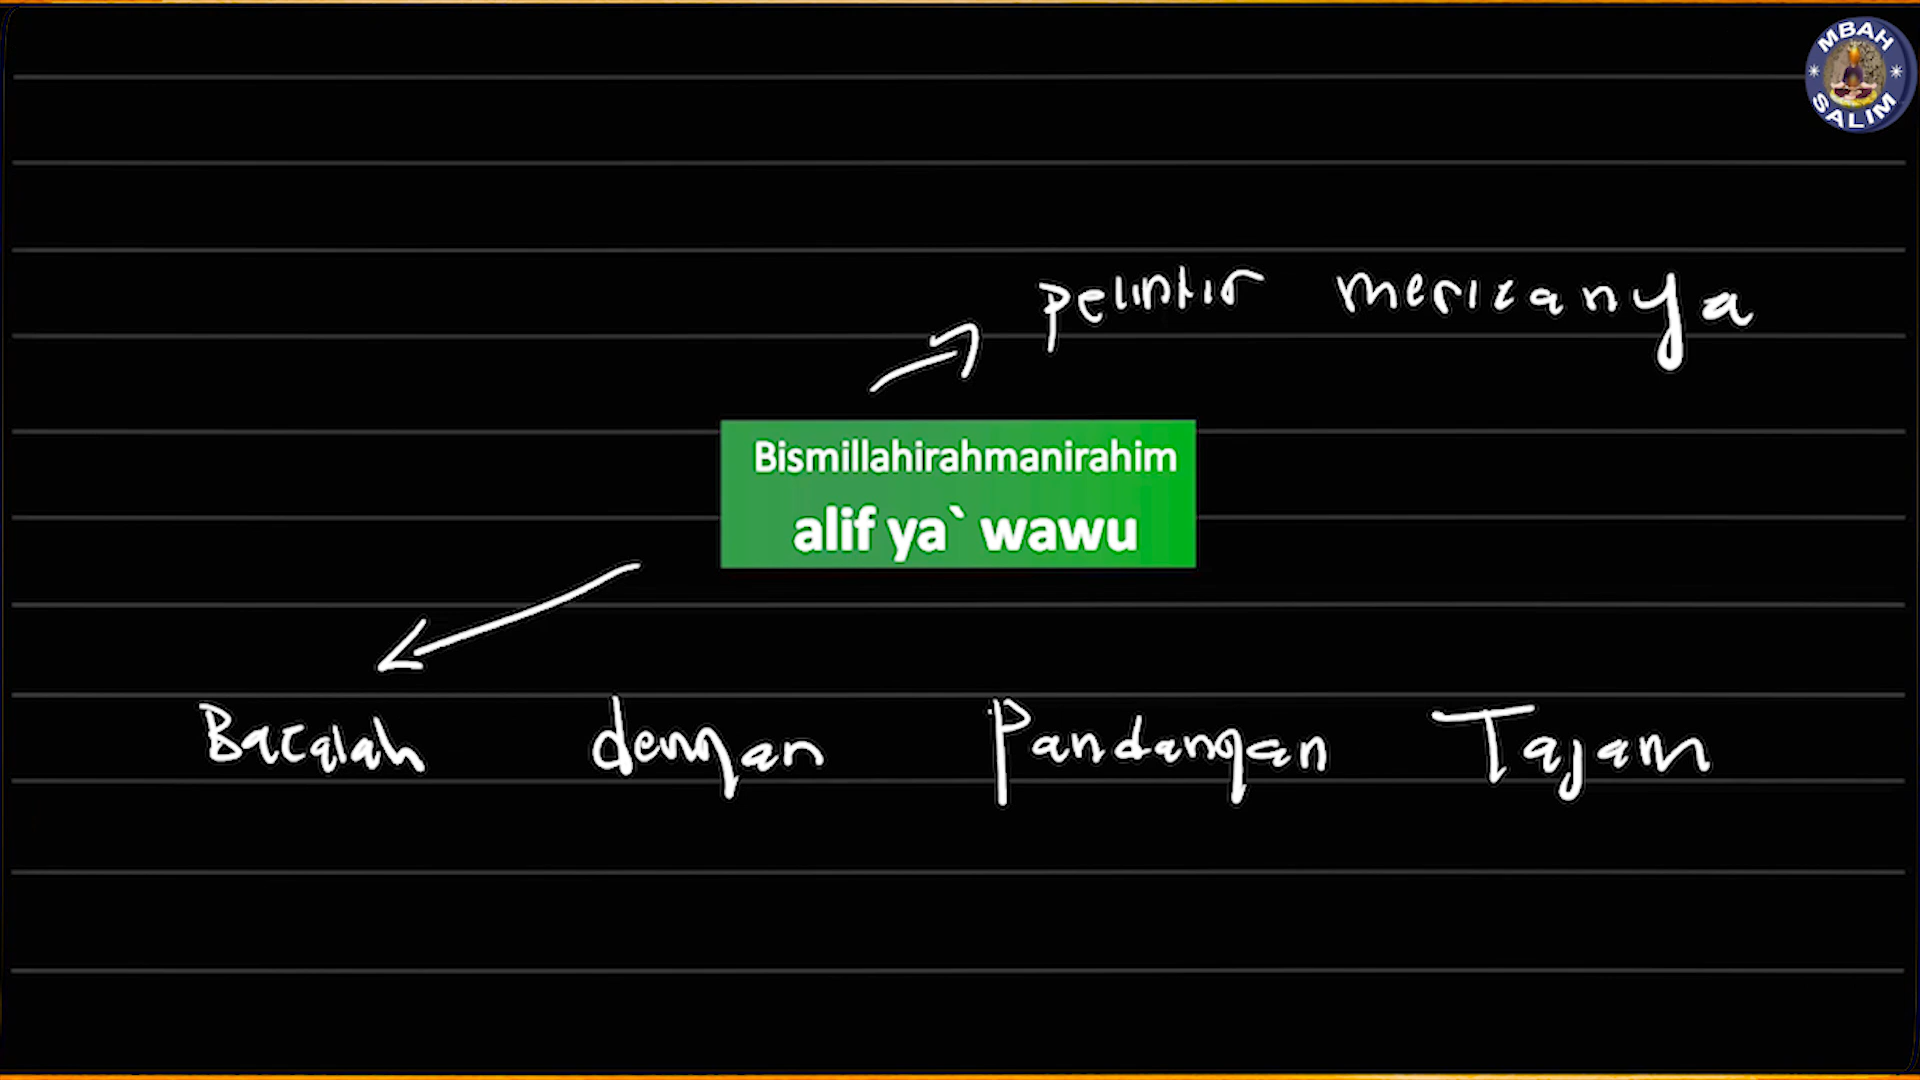 MBAH SALIM
pelintir mericanya
Bismillahirahmanirahim
alif ya` wawu
Bacalah dengan Pandangan Tajam